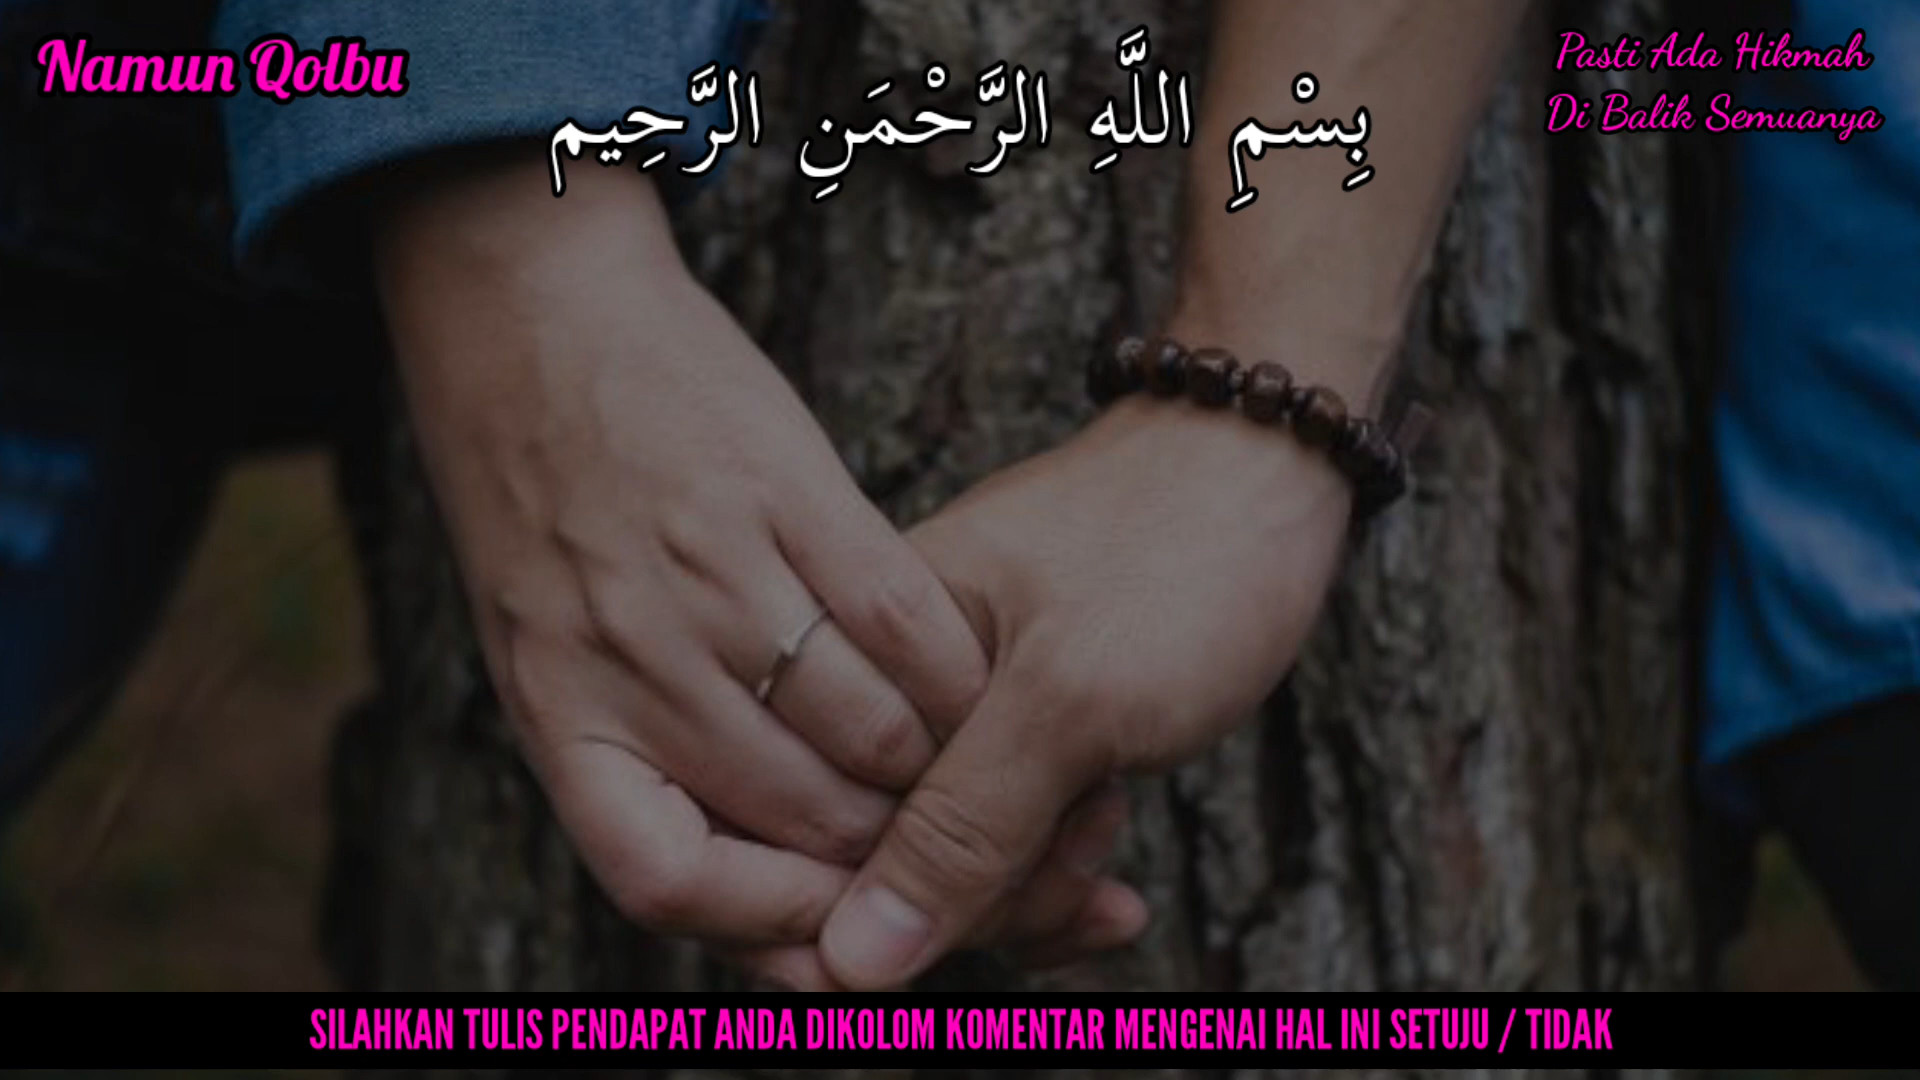 Namun Qolbu
بِسْمِ اللَّهِ الرَّحْمَنِ الرَّحِيم
Pasti Ada Hikmah
Di Balik Semuanya
SILAHKAN TULIS PENDAPAT ANDA DIKOLOM KOMENTAR MENGENAI HAL INI SETUJU / TIDAK